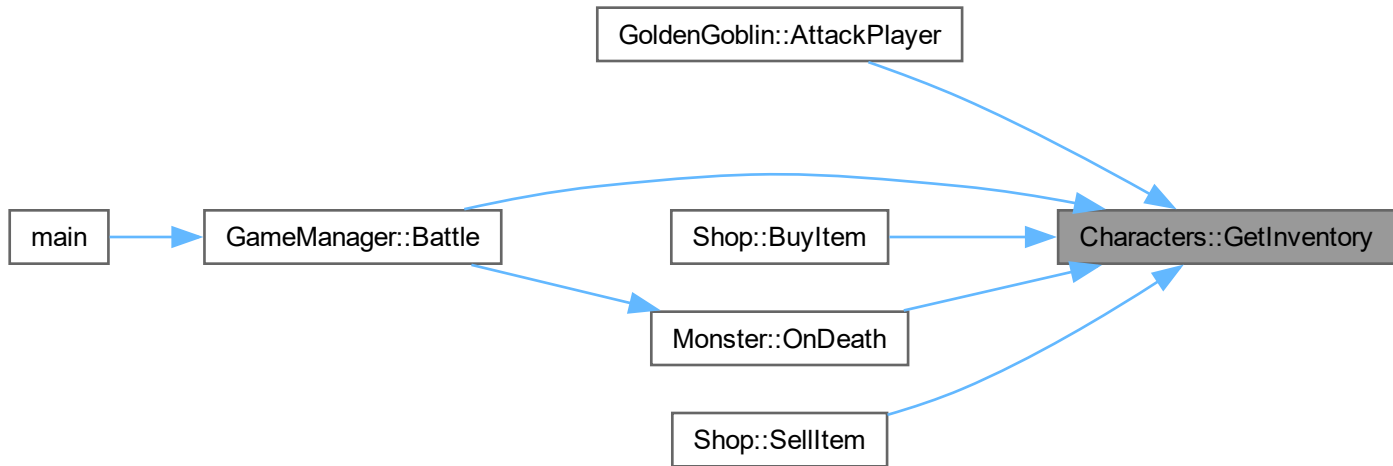 GoldenGoblin::AttackPlayer
main
GameManager::Battle
Shop::BuyItem
Characters::GetInventory
Monster::OnDeath
Shop::SellItem